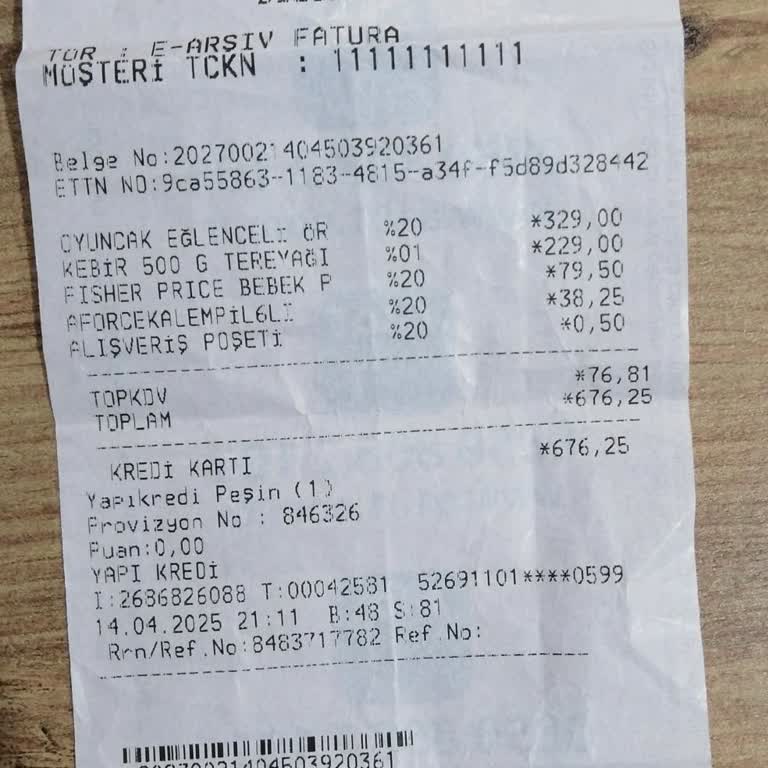 TÜR : E-ARŞİV FATURA
MÜŞTERİ TCKN : 11111111111
Belge No:20270021404503920361
ETTN NO:9ca55863-1183-4815-a34f-f5d89d328442
OYUNCAK EĞLENCELİ ÖR %20 *329,00
KEBİR 500 G TEREYAĞI %01 *229,00
FISHER PRICE BEBEK P %20 *79,50
AFORCEKALEMPİL6LI %20 *38,25
ALIŞVERİŞ POŞETİ %20 *0,50
TOPKDV *76,81
TOPLAM *676,25
KREDİ KARTI *676,25
Yapıkredi Peşin (1)
Provizyon No : 846326
Puan:0,00
YAPI KREDİ
I:2686826088 T:00042581 52691101****0599
14.04.2025 21:11 B:48 S:81
Rrn/Ref.No:8483717782 Ref.No:
20270021404503920361